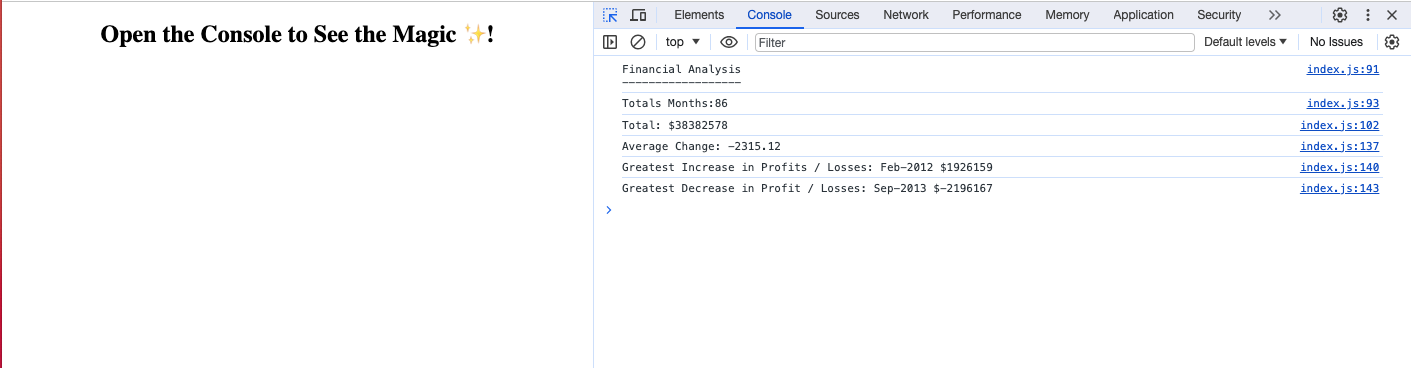 Open the Console to See the Magic ✨!
Elements Console Sources Network Performance Memory Application Security
top Filter Default levels No Issues
Financial Analysis index.js:91
------------------
Totals Months:86 index.js:93
Total: $38382578 index.js:102
Average Change: -2315.12 index.js:137
Greatest Increase in Profits / Losses: Feb-2012 $1926159 index.js:140
Greatest Decrease in Profit / Losses: Sep-2013 $-2196167 index.js:143